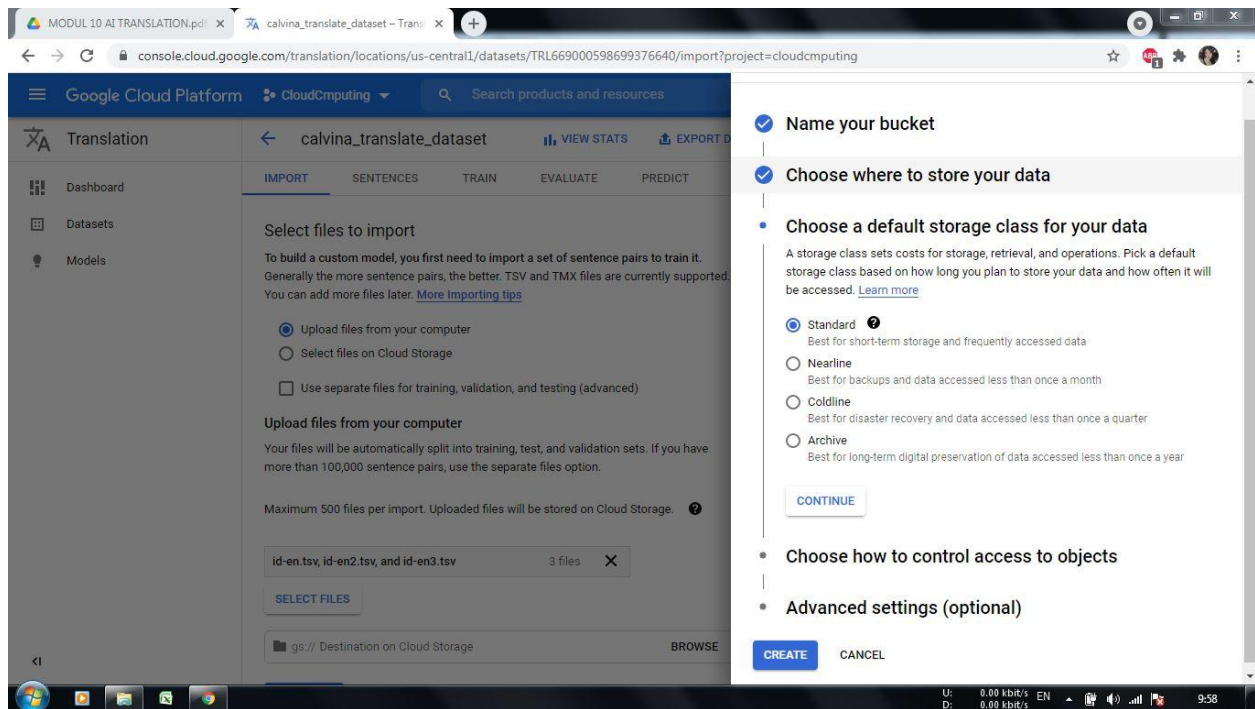 MODUL 10 AI TRANSLATION.pdf
calvina_translate_dataset – Trans
console.cloud.google.com/translation/locations/us-central1/datasets/TRL669000598699376640/import?project=cloudcmputing
ABP
1
Google Cloud Platform
CloudCmputing
Search products and resources
Translation
calvina_translate_dataset
VIEW STATS
EXPORT D
Dashboard
Datasets
Models
IMPORT
SENTENCES
TRAIN
EVALUATE
PREDICT
Select files to import
To build a custom model, you first need to import a set of sentence pairs to train it.
Generally the more sentence pairs, the better. TSV and TMX files are currently supported.
You can add more files later. More Importing tips
Upload files from your computer
Select files on Cloud Storage
Use separate files for training, validation, and testing (advanced)
Upload files from your computer
Your files will be automatically split into training, test, and validation sets. If you have
more than 100,000 sentence pairs, use the separate files option.
Maximum 500 files per import. Uploaded files will be stored on Cloud Storage.
id-en.tsv, id-en2.tsv, and id-en3.tsv
3 files
SELECT FILES
gs:// Destination on Cloud Storage
BROWSE
Name your bucket
Choose where to store your data
Choose a default storage class for your data
A storage class sets costs for storage, retrieval, and operations. Pick a default
storage class based on how long you plan to store your data and how often it will
be accessed. Learn more
Standard
Best for short-term storage and frequently accessed data
Nearline
Best for backups and data accessed less than once a month
Coldline
Best for disaster recovery and data accessed less than once a quarter
Archive
Best for long-term digital preservation of data accessed less than once a year
CONTINUE
Choose how to control access to objects
Advanced settings (optional)
CREATE
CANCEL
U: 0.00 kbit/s
D: 0.00 kbit/s
EN
9:58